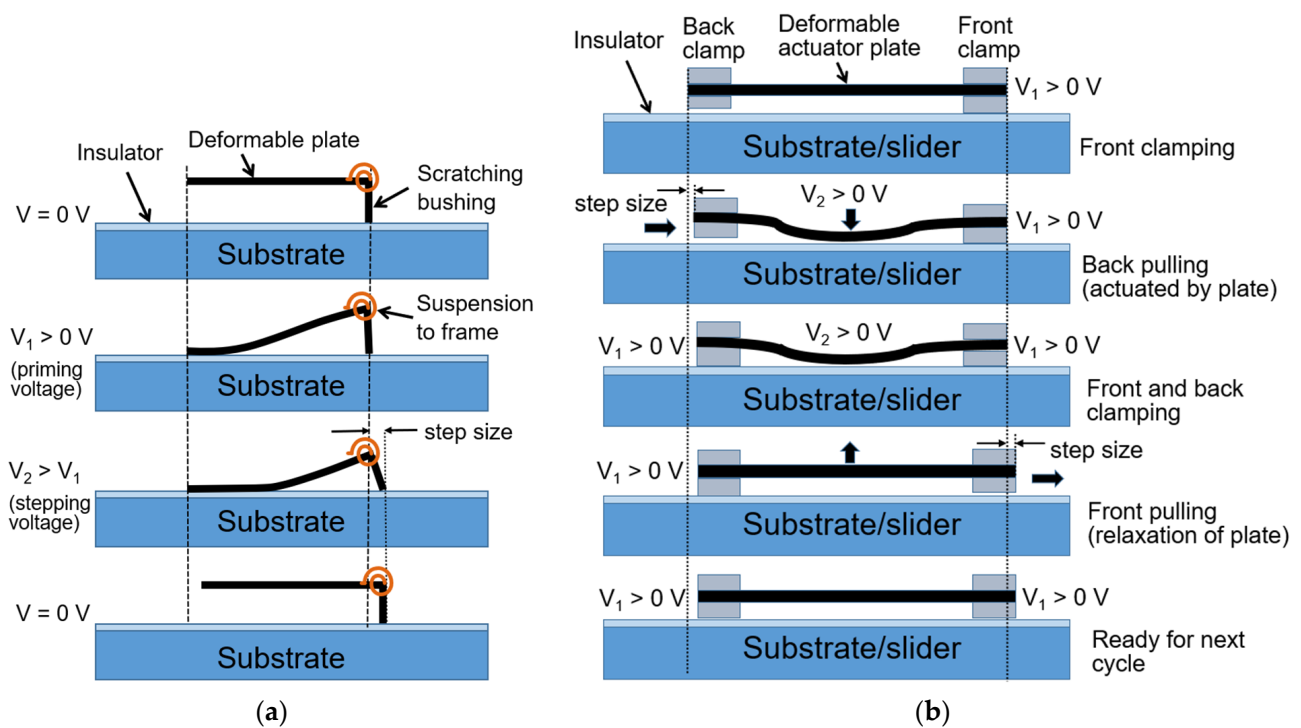 Deformable plate
Insulator
Scratching
bushing
V = 0 V
Substrate
Suspension
to frame
V₁ > 0 V
(priming
voltage)
Substrate
step size
V₂ > V₁
(stepping
voltage)
Substrate
V = 0 V
Substrate
(a)
Insulator
Back
clamp
Deformable
actuator plate
Front
clamp
V₁ > 0 V
Substrate/slider
Front clamping
step size
V₂ > 0 V
V₁ > 0 V
Substrate/slider
Back pulling
(actuated by plate)
V₁ > 0 V
V₂ > 0 V
V₁ > 0 V
Substrate/slider
Front and back
clamping
V₁ > 0 V
step size
Substrate/slider
Front pulling
(relaxation of plate)
V₁ > 0 V
V₁ > 0 V
Substrate/slider
Ready for next
cycle
(b)